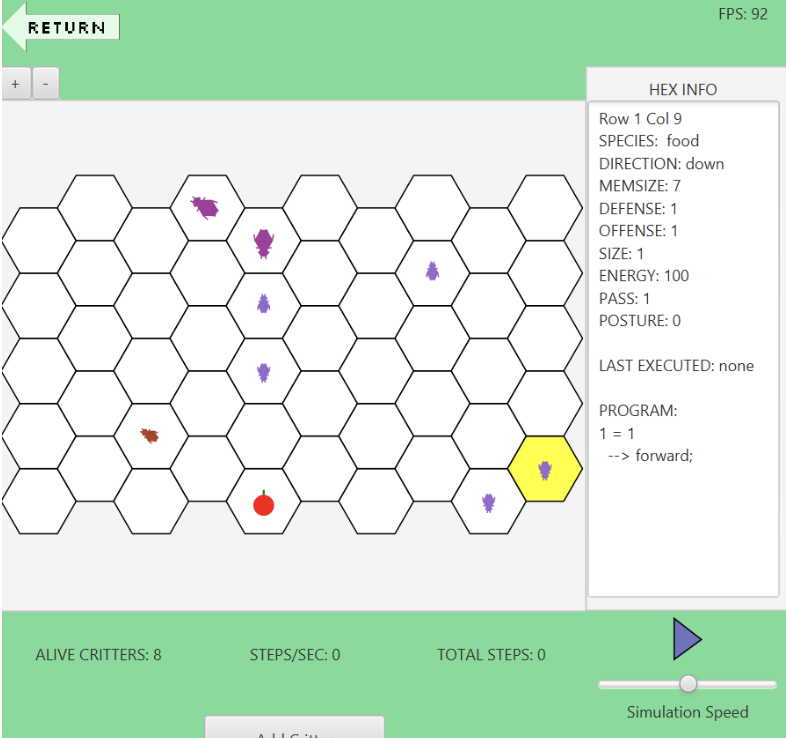 RETURN
FPS: 92
+ -
HEX INFO
Row 1 Col 9
SPECIES: food
DIRECTION: down
MEMSIZE: 7
DEFENSE: 1
OFFENSE: 1
SIZE: 1
ENERGY: 100
PASS: 1
POSTURE: 0
LAST EXECUTED: none
PROGRAM:
1 = 1
--> forward;
ALIVE CRITTERS: 8
STEPS/SEC: 0
TOTAL STEPS: 0
Simulation Speed
Add Critter